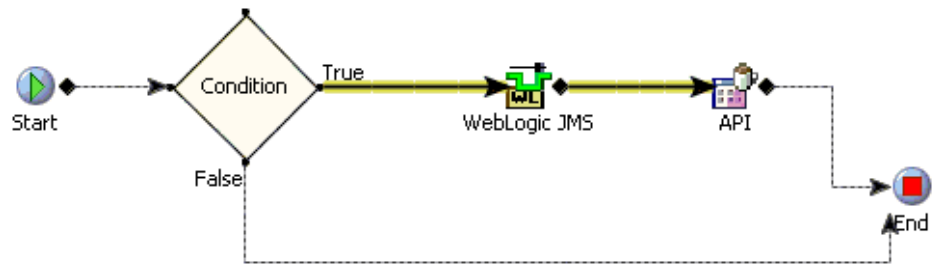 Start
Condition
True
False
WL
WebLogic JMS
API
End